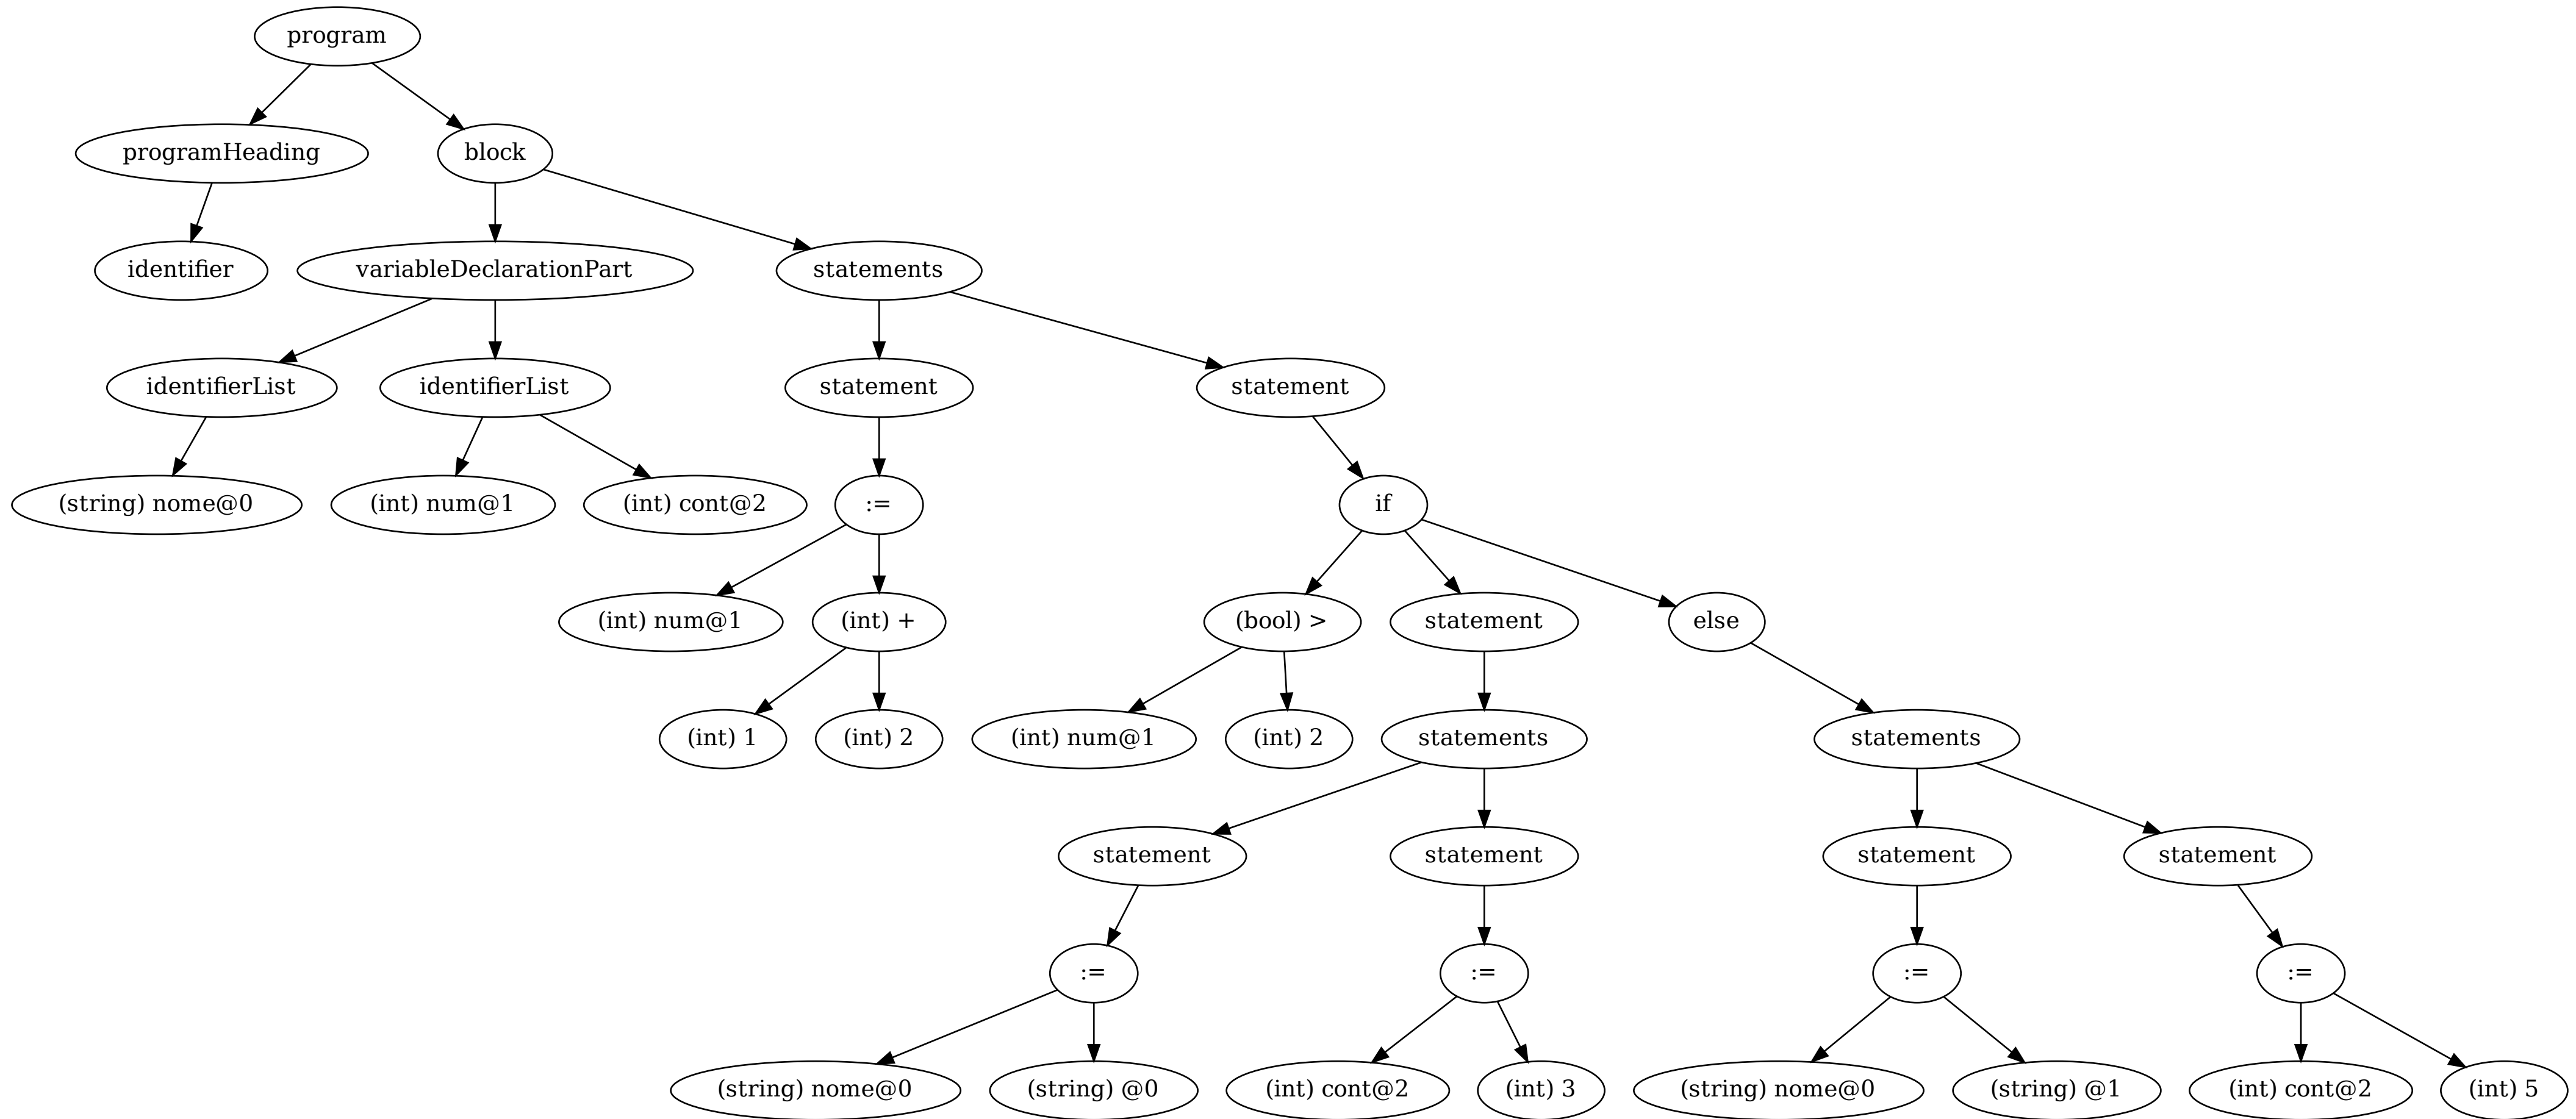 program
programHeading
block
identifier
variableDeclarationPart
statements
identifierList
identifierList
statement
statement
(string) nome@0
(int) num@1
(int) cont@2
:=
if
(int) num@1
(int) +
(bool) >
statement
else
(int) 1
(int) 2
(int) num@1
(int) 2
statements
statements
statement
statement
statement
statement
:=
:=
:=
:=
(string) nome@0
(string) @0
(int) cont@2
(int) 3
(string) nome@0
(string) @1
(int) cont@2
(int) 5